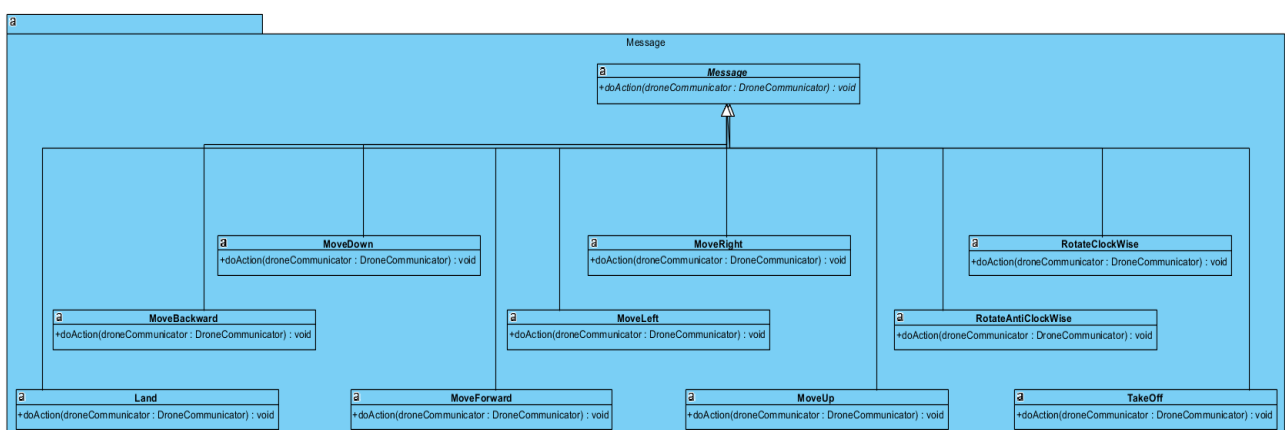 a
Message
a
Message
+doAction(droneCommunicator : DroneCommunicator) : void
a
MoveDown
+doAction(droneCommunicator : DroneCommunicator) : void
a
MoveRight
+doAction(droneCommunicator : DroneCommunicator) : void
a
RotateClockWise
+doAction(droneCommunicator : DroneCommunicator) : void
a
MoveBackward
+doAction(droneCommunicator : DroneCommunicator) : void
a
MoveLeft
+doAction(droneCommunicator : DroneCommunicator) : void
a
RotateAntiClockWise
+doAction(droneCommunicator : DroneCommunicator) : void
a
Land
+doAction(droneCommunicator : DroneCommunicator) : void
a
MoveForward
+doAction(droneCommunicator : DroneCommunicator) : void
a
MoveUp
+doAction(droneCommunicator : DroneCommunicator) : void
a
TakeOff
+doAction(droneCommunicator : DroneCommunicator) : void